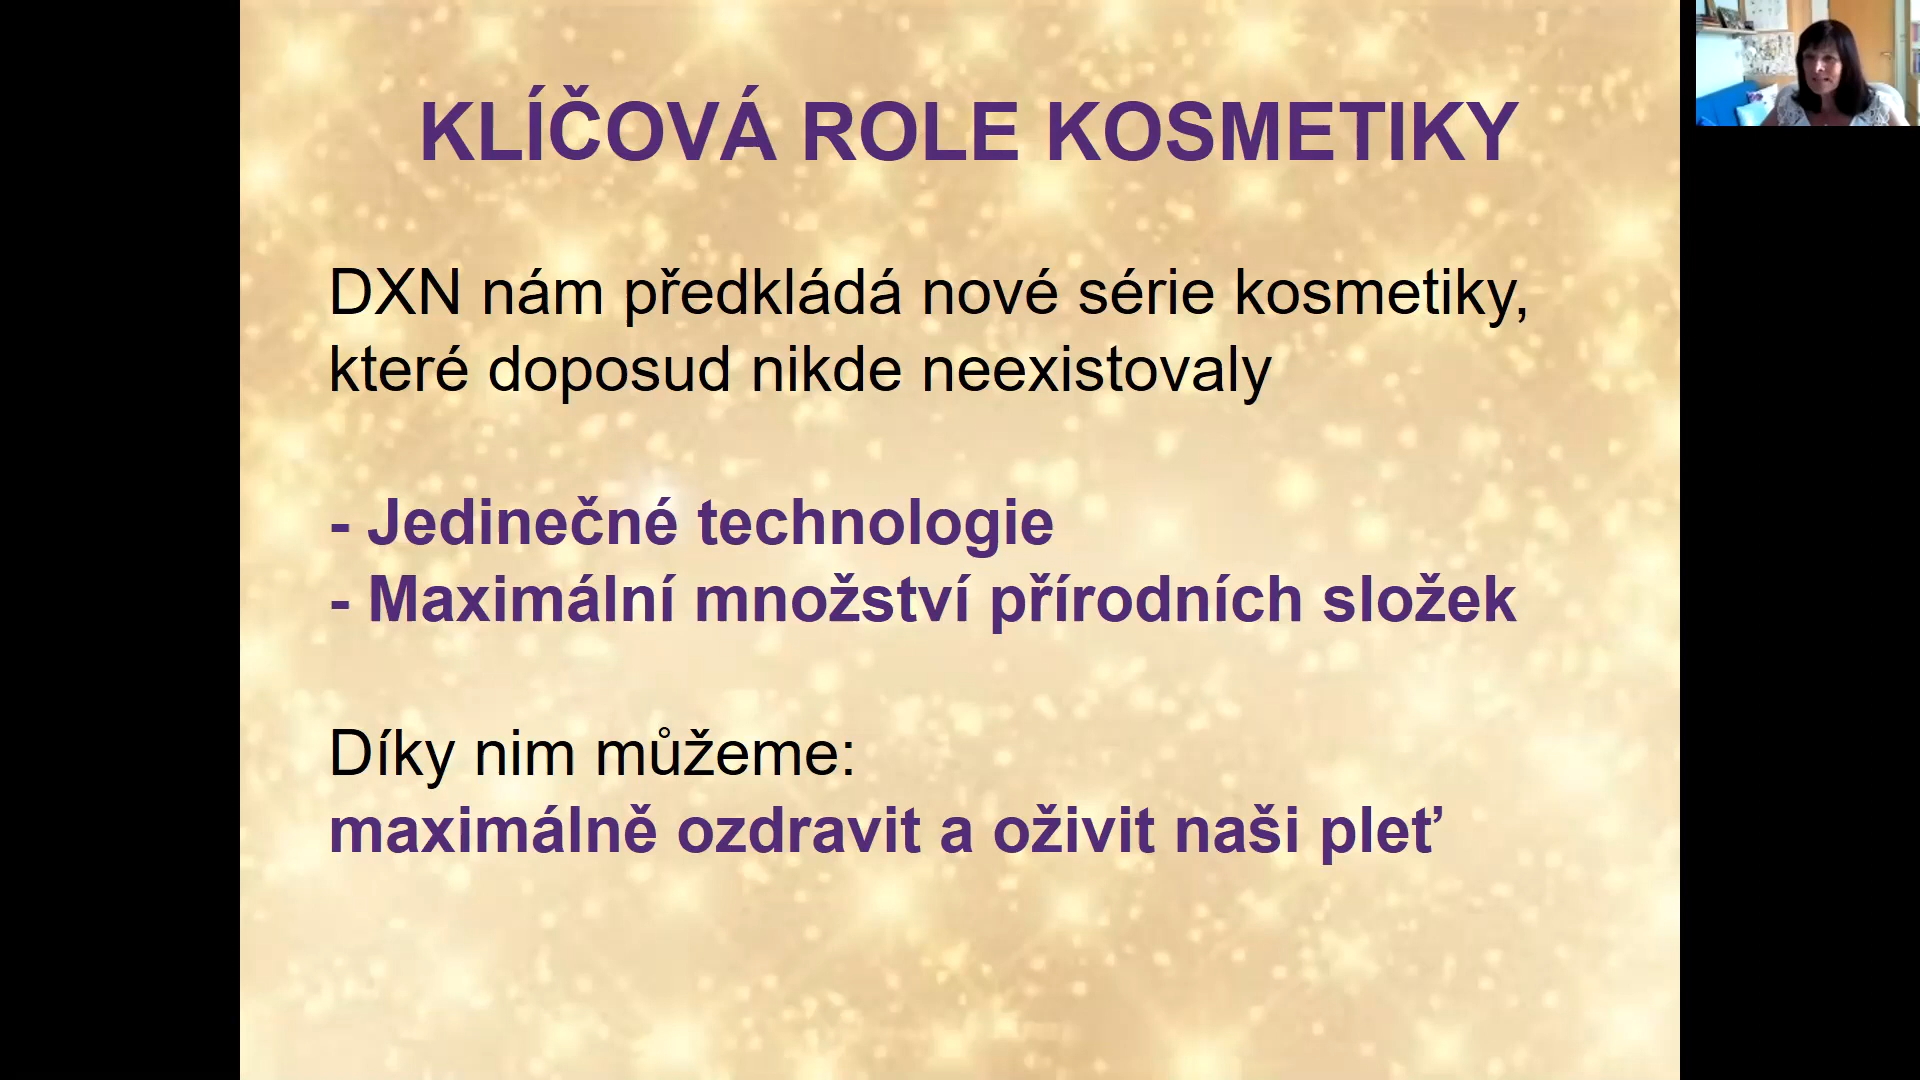 KLÍČOVÁ ROLE KOSMETIKY
DXN nám předkládá nové série kosmetiky,
které doposud nikde neexistovaly
- Jedinečné technologie
- Maximální množství přírodních složek
Díky nim můžeme:
maximálně ozdravit a oživit naši pleť